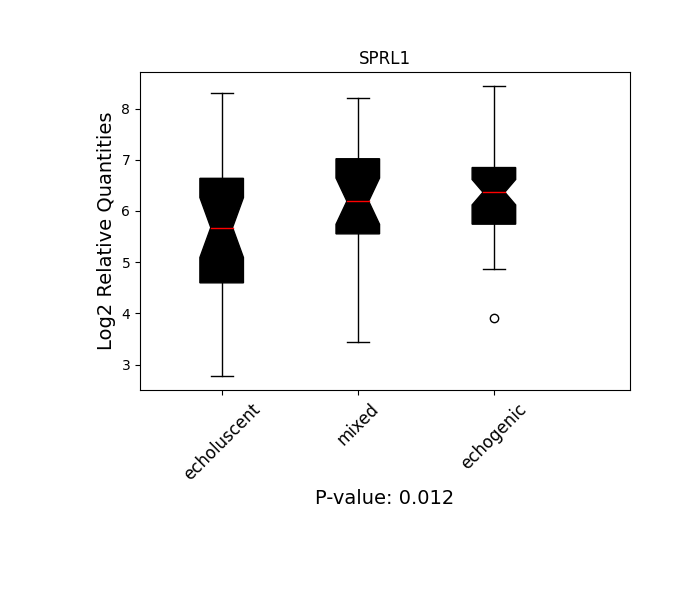 SPRL1
Log2 Relative Quantities
8
7
6
5
4
3
echoluscent
mixed
echogenic
P-value: 0.012